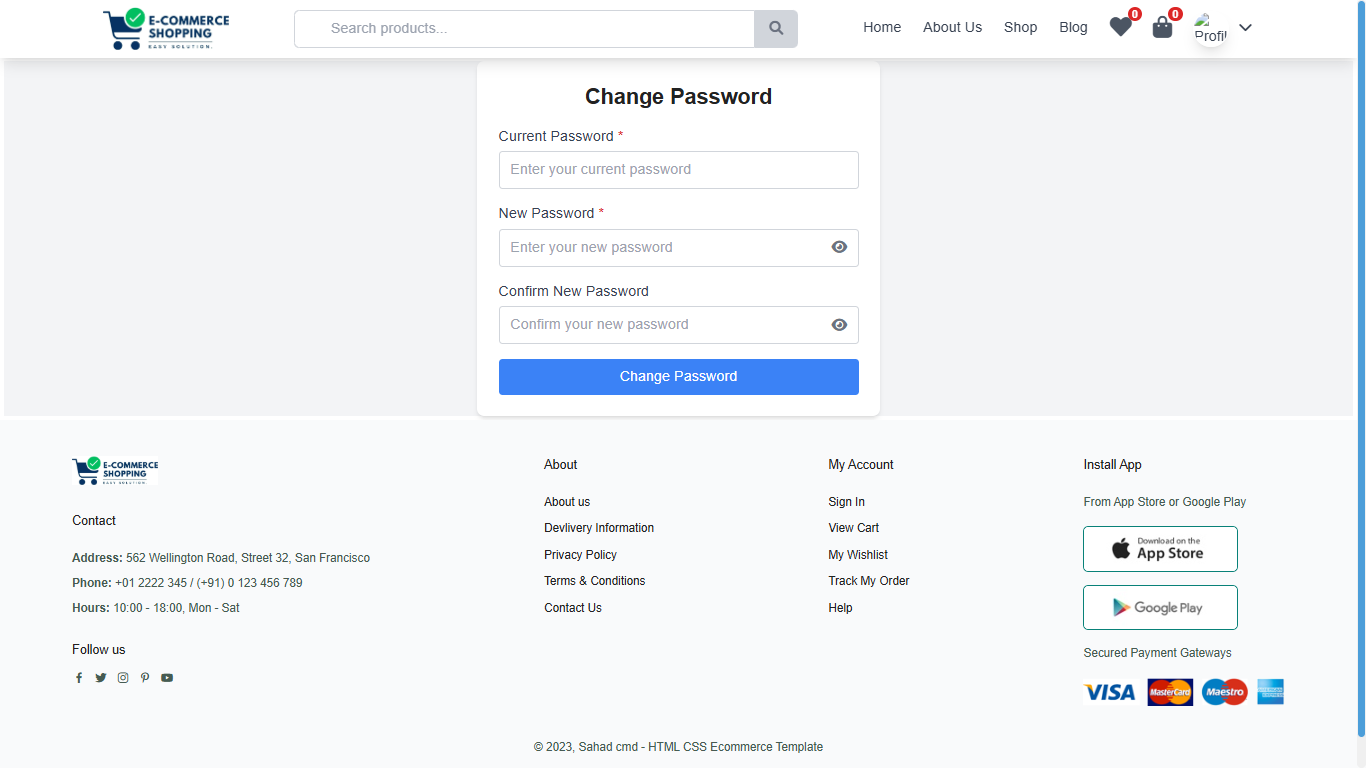 E-COMMERCE
SHOPPING
EASY SOLUTION.
Search products...
Home
About Us
Shop
Blog
0
0
Profil
Change Password
Current Password *
Enter your current password
New Password *
Enter your new password
Confirm New Password
Confirm your new password
Change Password
E-COMMERCE
SHOPPING
EASY SOLUTION.
Contact
Address: 562 Wellington Road, Street 32, San Francisco
Phone: +01 2222 345 / (+91) 0 123 456 789
Hours: 10:00 - 18:00, Mon - Sat
Follow us
About
About us
Devlivery Information
Privacy Policy
Terms & Conditions
Contact Us
My Account
Sign In
View Cart
My Wishlist
Track My Order
Help
Install App
From App Store or Google Play
Download on the
App Store
Google Play
Secured Payment Gateways
VISA
MasterCard
Maestro
© 2023, Sahad cmd - HTML CSS Ecommerce Template